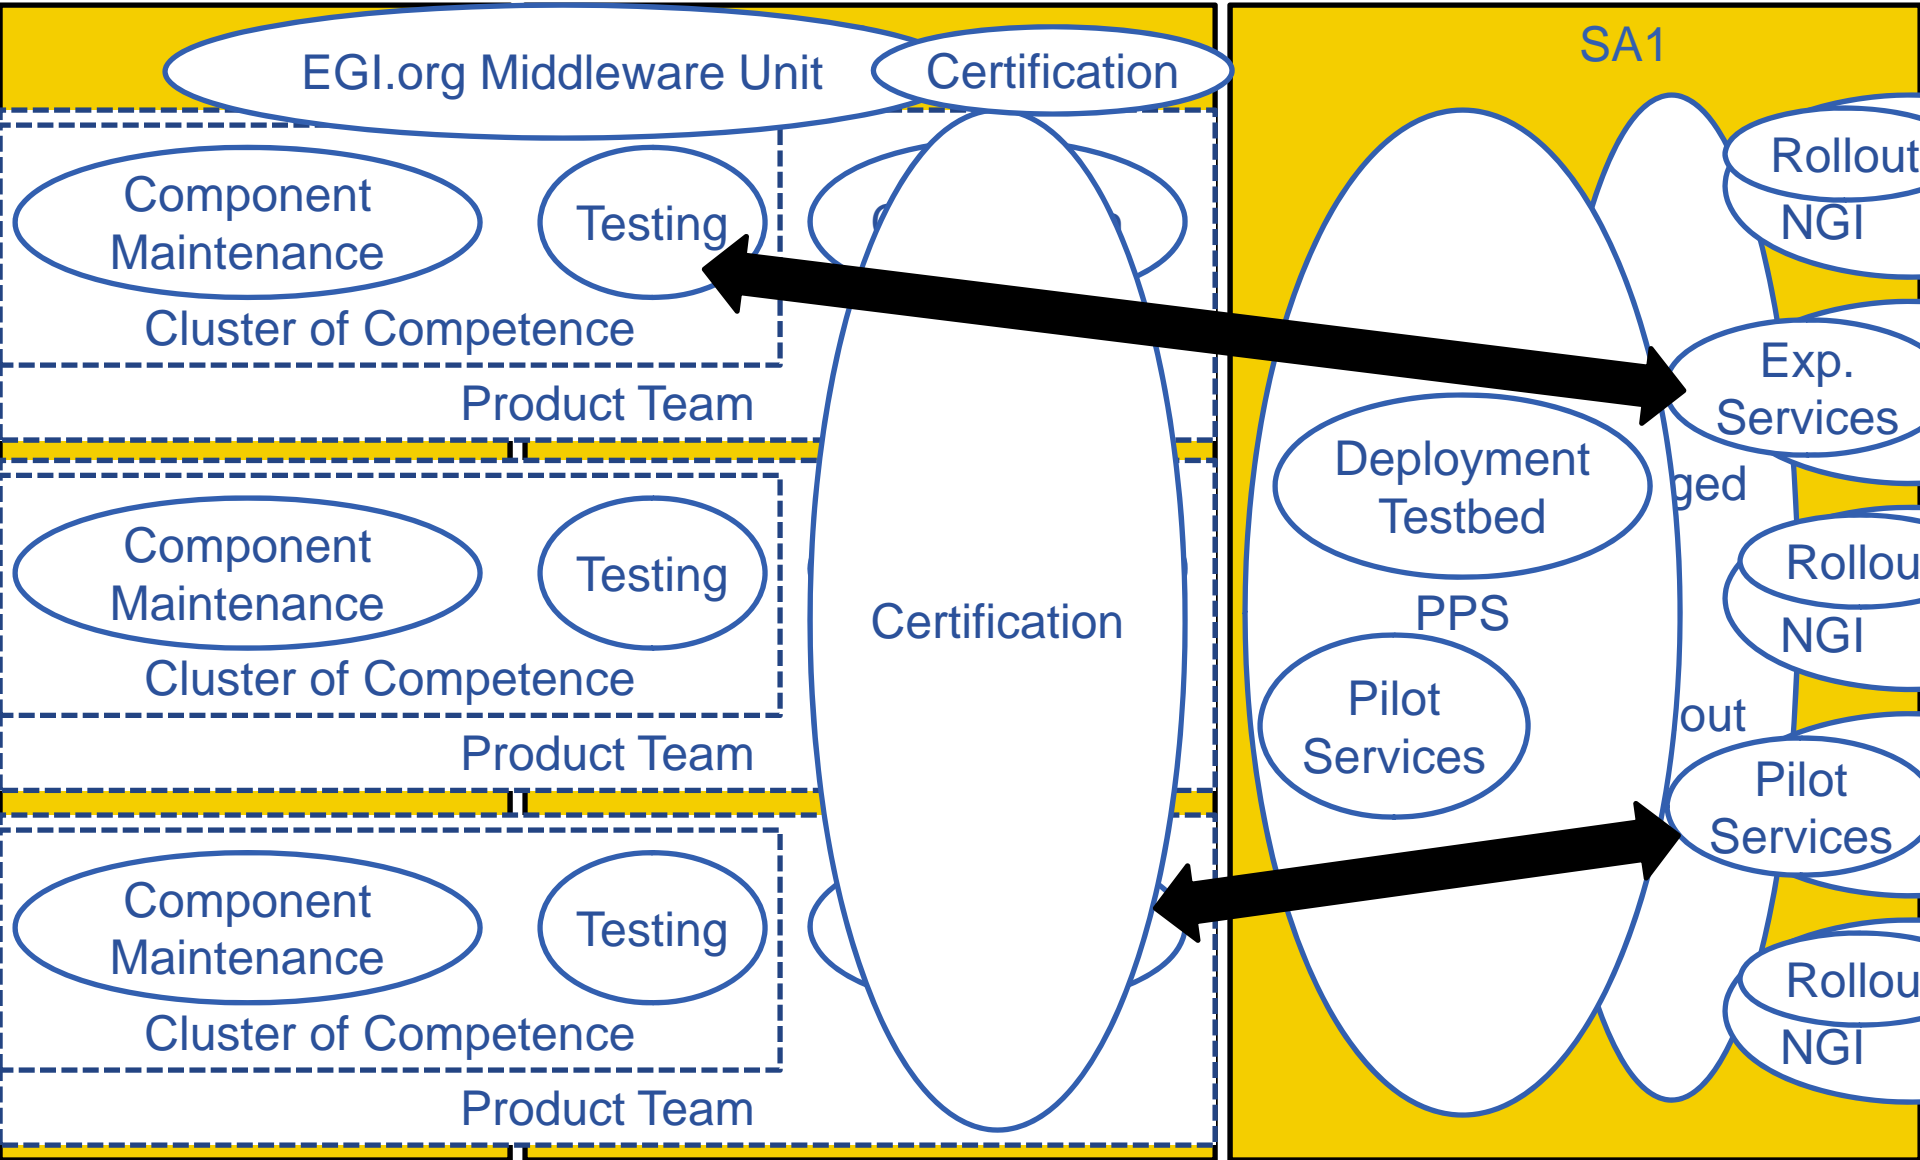 EGI.org Middleware Unit
Certification
SA1
Component
Maintenance
Testing
Cluster of Competence
Product Team
Component
Maintenance
Testing
Cluster of Competence
Product Team
Component
Maintenance
Testing
Cluster of Competence
Product Team
Certification
Deployment
Testbed
PPS
Pilot
Services
Rollout
NGI
Exp.
Services
ged
Rollou
NGI
out
Pilot
Services
Rollou
NGI